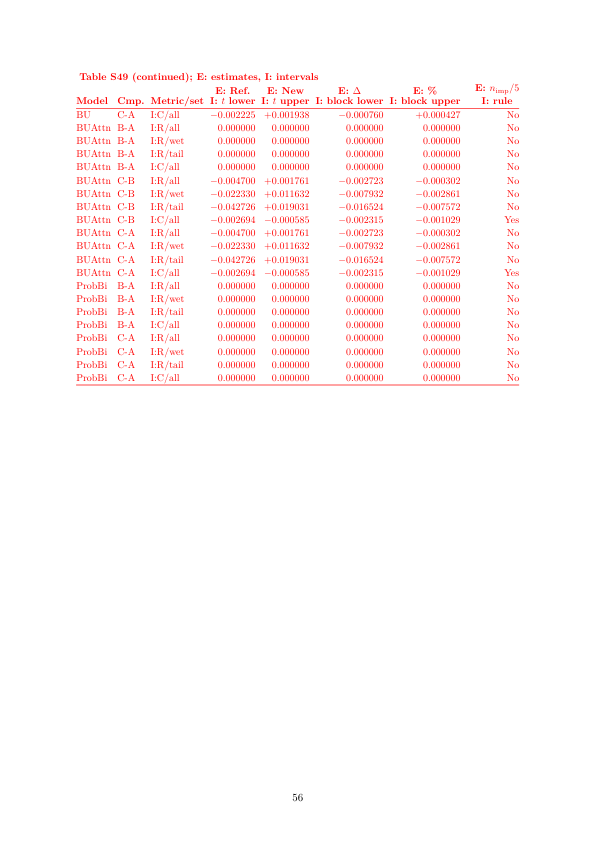 Table S49 (continued); E: estimates, I: intervals
E: Ref. E: New E: Δ E: % E: n_imp/5
Model Cmp. Metric/set I: t lower I: t upper I: block lower I: block upper I: rule
BU C-A I:C/all −0.002225 +0.001938 −0.000760 +0.000427 No
BUAttn B-A I:R/all 0.000000 0.000000 0.000000 0.000000 No
BUAttn B-A I:R/wet 0.000000 0.000000 0.000000 0.000000 No
BUAttn B-A I:R/tail 0.000000 0.000000 0.000000 0.000000 No
BUAttn B-A I:C/all 0.000000 0.000000 0.000000 0.000000 No
BUAttn C-B I:R/all −0.004700 +0.001761 −0.002723 −0.000302 No
BUAttn C-B I:R/wet −0.022330 +0.011632 −0.007932 −0.002861 No
BUAttn C-B I:R/tail −0.042726 +0.019031 −0.016524 −0.007572 No
BUAttn C-B I:C/all −0.002694 −0.000585 −0.002315 −0.001029 Yes
BUAttn C-A I:R/all −0.004700 +0.001761 −0.002723 −0.000302 No
BUAttn C-A I:R/wet −0.022330 +0.011632 −0.007932 −0.002861 No
BUAttn C-A I:R/tail −0.042726 +0.019031 −0.016524 −0.007572 No
BUAttn C-A I:C/all −0.002694 −0.000585 −0.002315 −0.001029 Yes
ProbBi B-A I:R/all 0.000000 0.000000 0.000000 0.000000 No
ProbBi B-A I:R/wet 0.000000 0.000000 0.000000 0.000000 No
ProbBi B-A I:R/tail 0.000000 0.000000 0.000000 0.000000 No
ProbBi B-A I:C/all 0.000000 0.000000 0.000000 0.000000 No
ProbBi C-A I:R/all 0.000000 0.000000 0.000000 0.000000 No
ProbBi C-A I:R/wet 0.000000 0.000000 0.000000 0.000000 No
ProbBi C-A I:R/tail 0.000000 0.000000 0.000000 0.000000 No
ProbBi C-A I:C/all 0.000000 0.000000 0.000000 0.000000 No
56